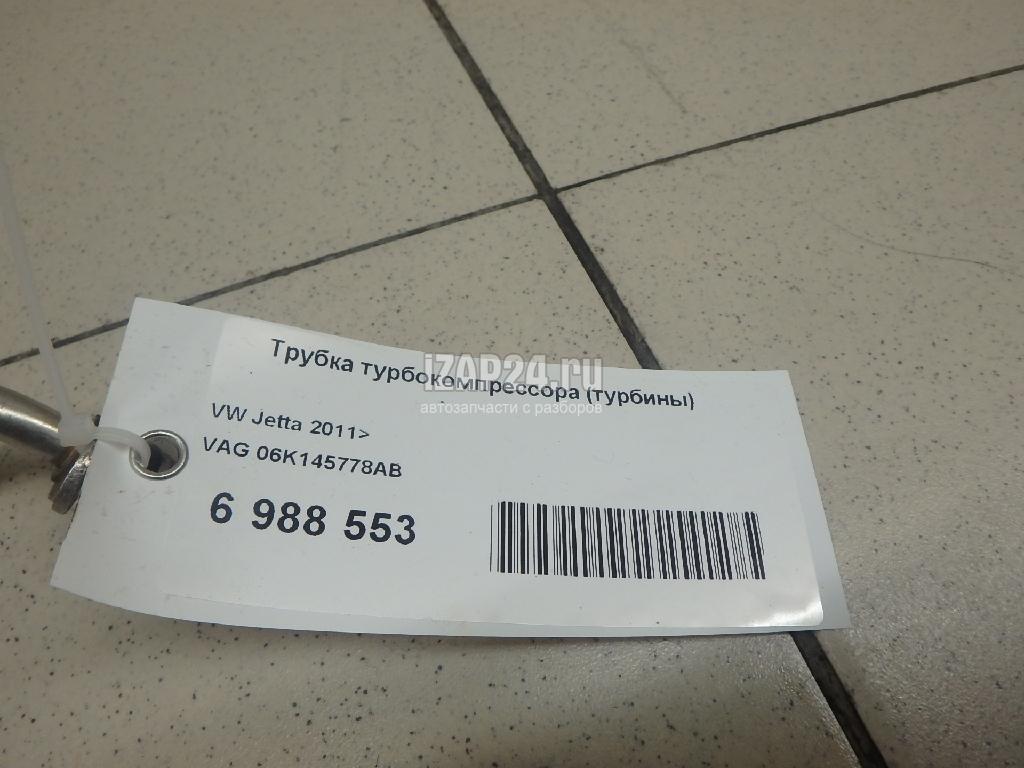 Трубка турбокомпрессора (турбины)
iZAP24.ru
автозапчасти с разборов
VW Jetta 2011>
VAG 06K145778AB
6 988 553